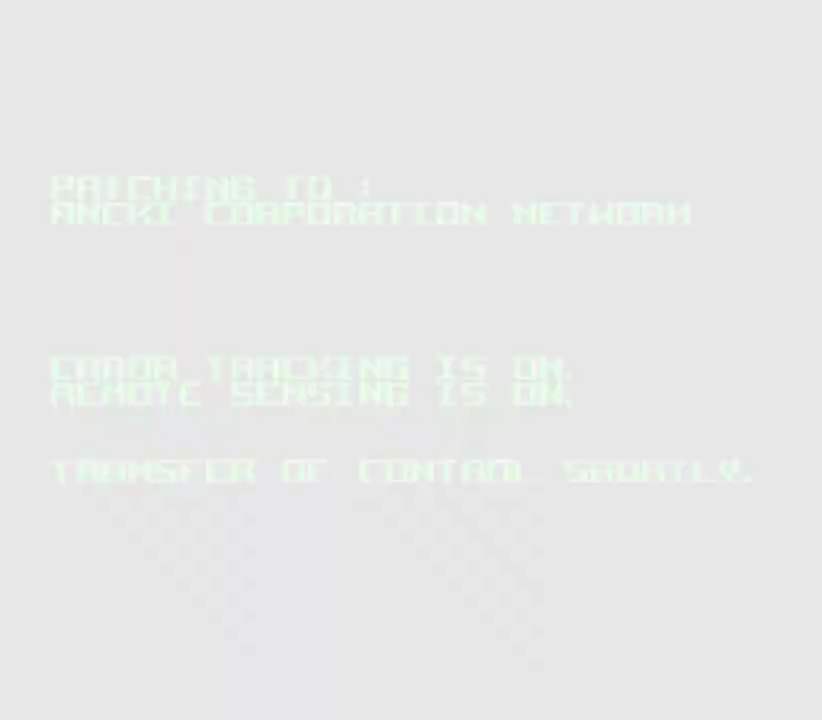 PATCHING TO :
ANCKI CORPORATION NETWORK
ERROR TRACKING IS ON.
REMOTE SENSING IS ON.
TRANSFER OF CONTROL SHORTLY.